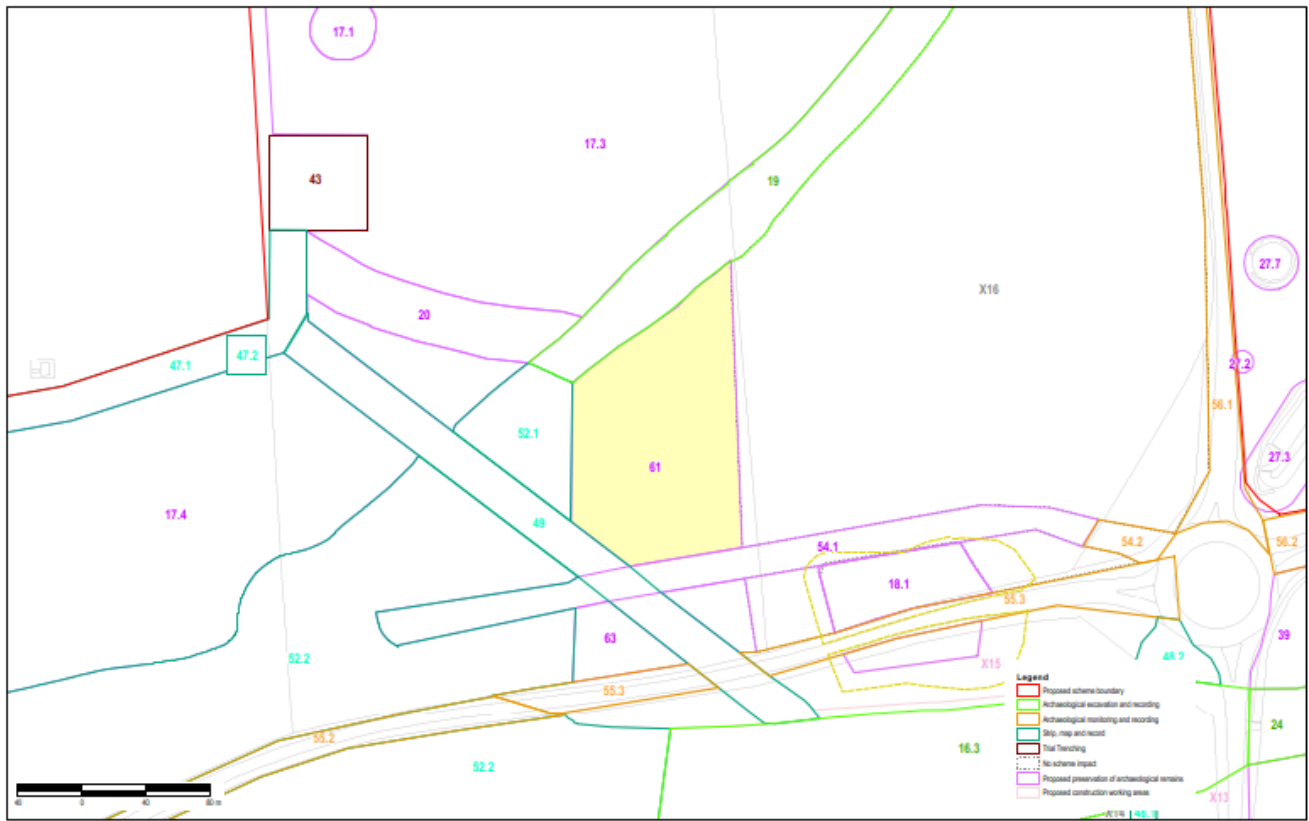 17.1
17.3
43
19
27.7
X16
20
47.2
47.1
27.2
56.1
52.1
27.3
61
17.4
49
54.1
54.2
56.2
18.1
55.3
63
39
52.2
X15
48.2
55.3
Legend
Proposed scheme boundary
Archaeological excavation and recording
Archaeological monitoring and recording
Strip, map and record
Trial Trenching
No scheme impact
Proposed preservation of archaeological remains
Proposed construction working areas
24
55.2
16.3
52.2
X13
40 0 40 80 m